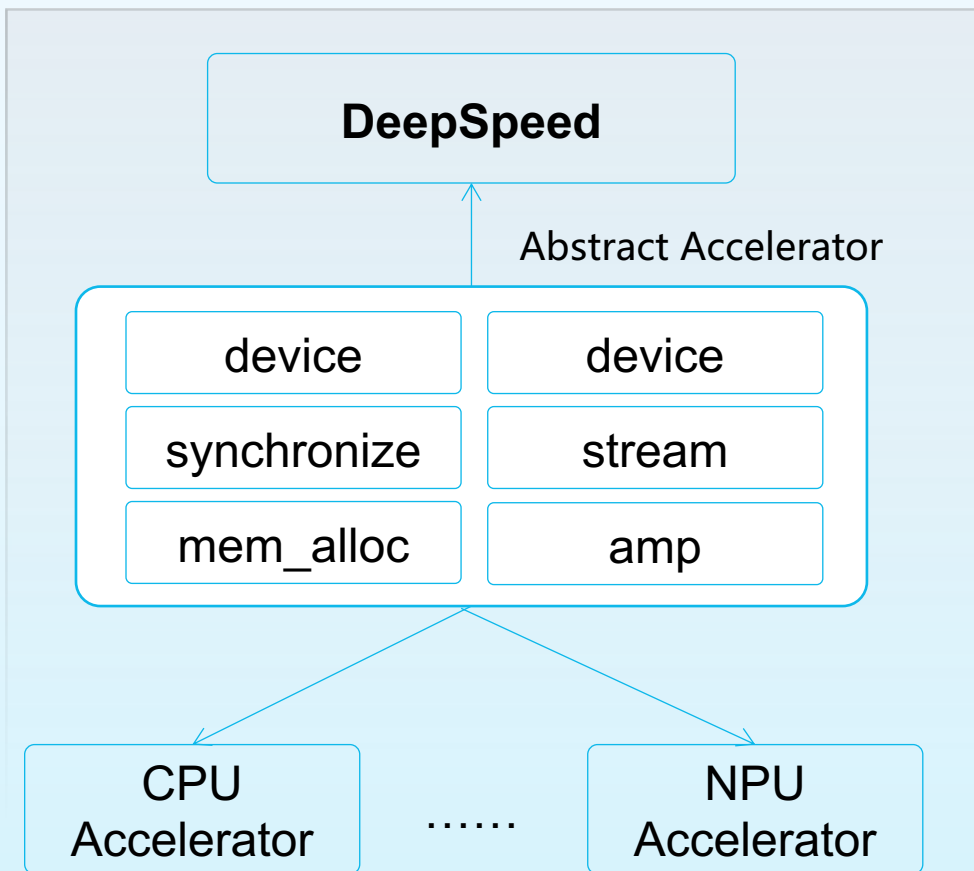 DeepSpeed
Abstract Accelerator
device
device
synchronize
stream
mem_alloc
amp
CPU
Accelerator
......
NPU
Accelerator